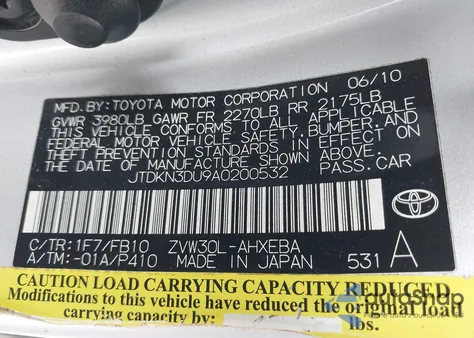 MFD.BY:TOYOTA MOTOR CORPORATION 06/10
GVWR 3980LB GAWR FR 2270LB RR 2175LB
THIS VEHICLE CONFORMS TO ALL APPLICABLE
FEDERAL MOTOR VEHICLE SAFETY, BUMPER, AND
THEFT PREVENTION STANDARDS IN EFFECT ON
THE DATE OF MANUFACTURE SHOWN ABOVE.
JTDKN3DU9A0200532 PASS.CAR
C/TR:1F7/FB10 ZVW30L-AHXEBA
A/TM:-01A/P410 MADE IN JAPAN 531 A
TOYOTA
CAUTION LOAD CARRYING CAPACITY REDUCED
Modifications to this vehicle have reduced the original load
carrying capacity by: lbs.